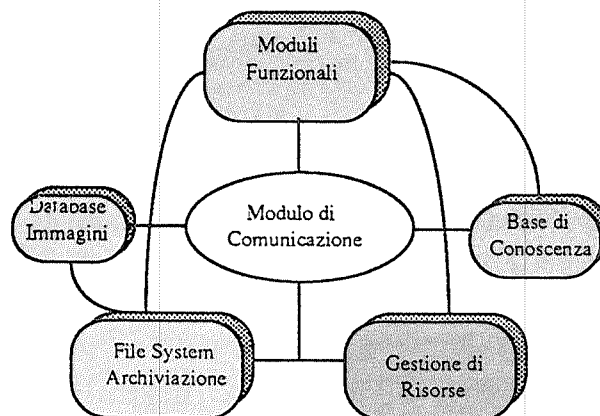 Moduli
Funzionali
Database
Immagini
Modulo di
Comunicazione
Base di
Conoscenza
File System
Archiviazione
Gestione di
Risorse